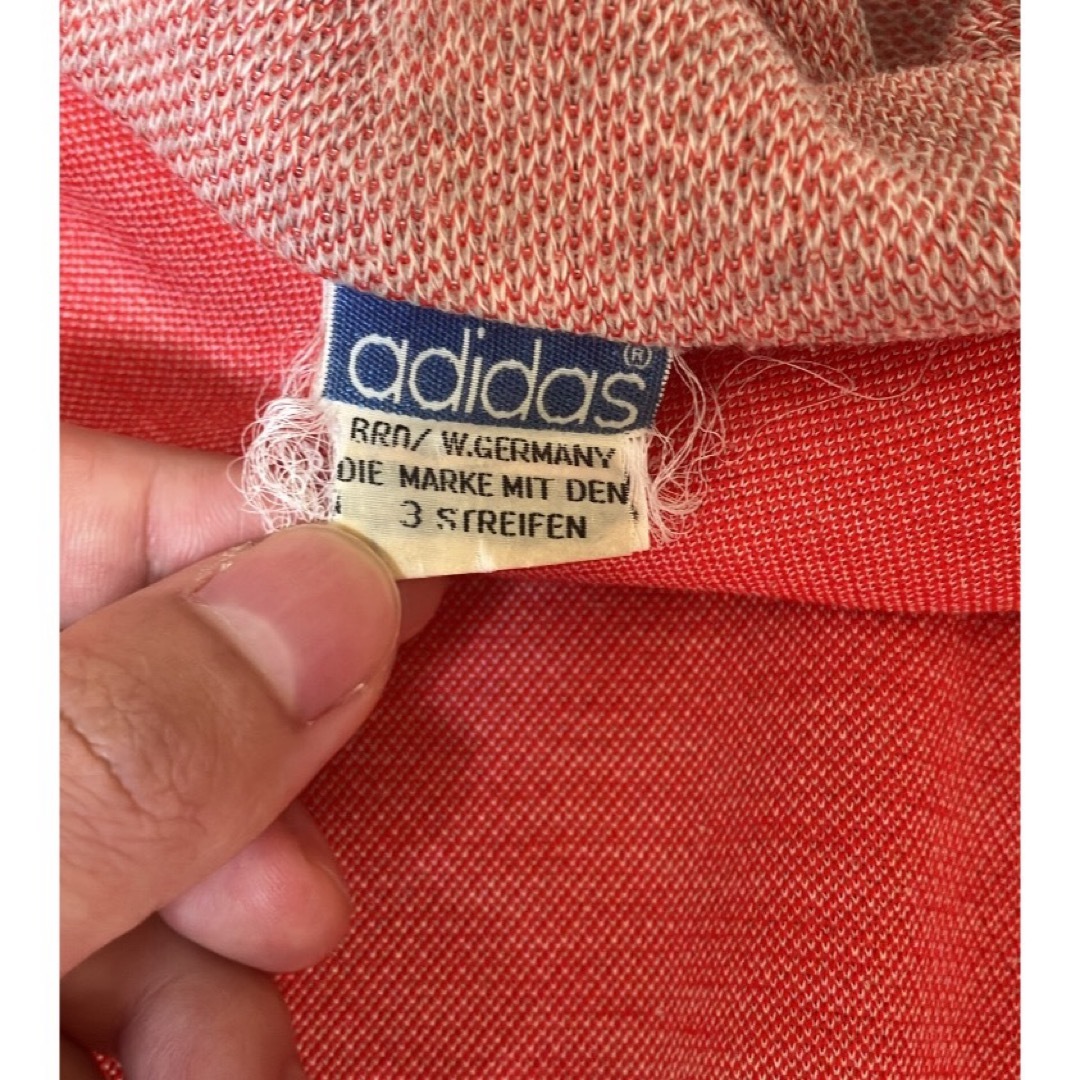 adidas®
BRD/ W.GERMANY
DIE MARKE MIT DEN
3 STREIFEN